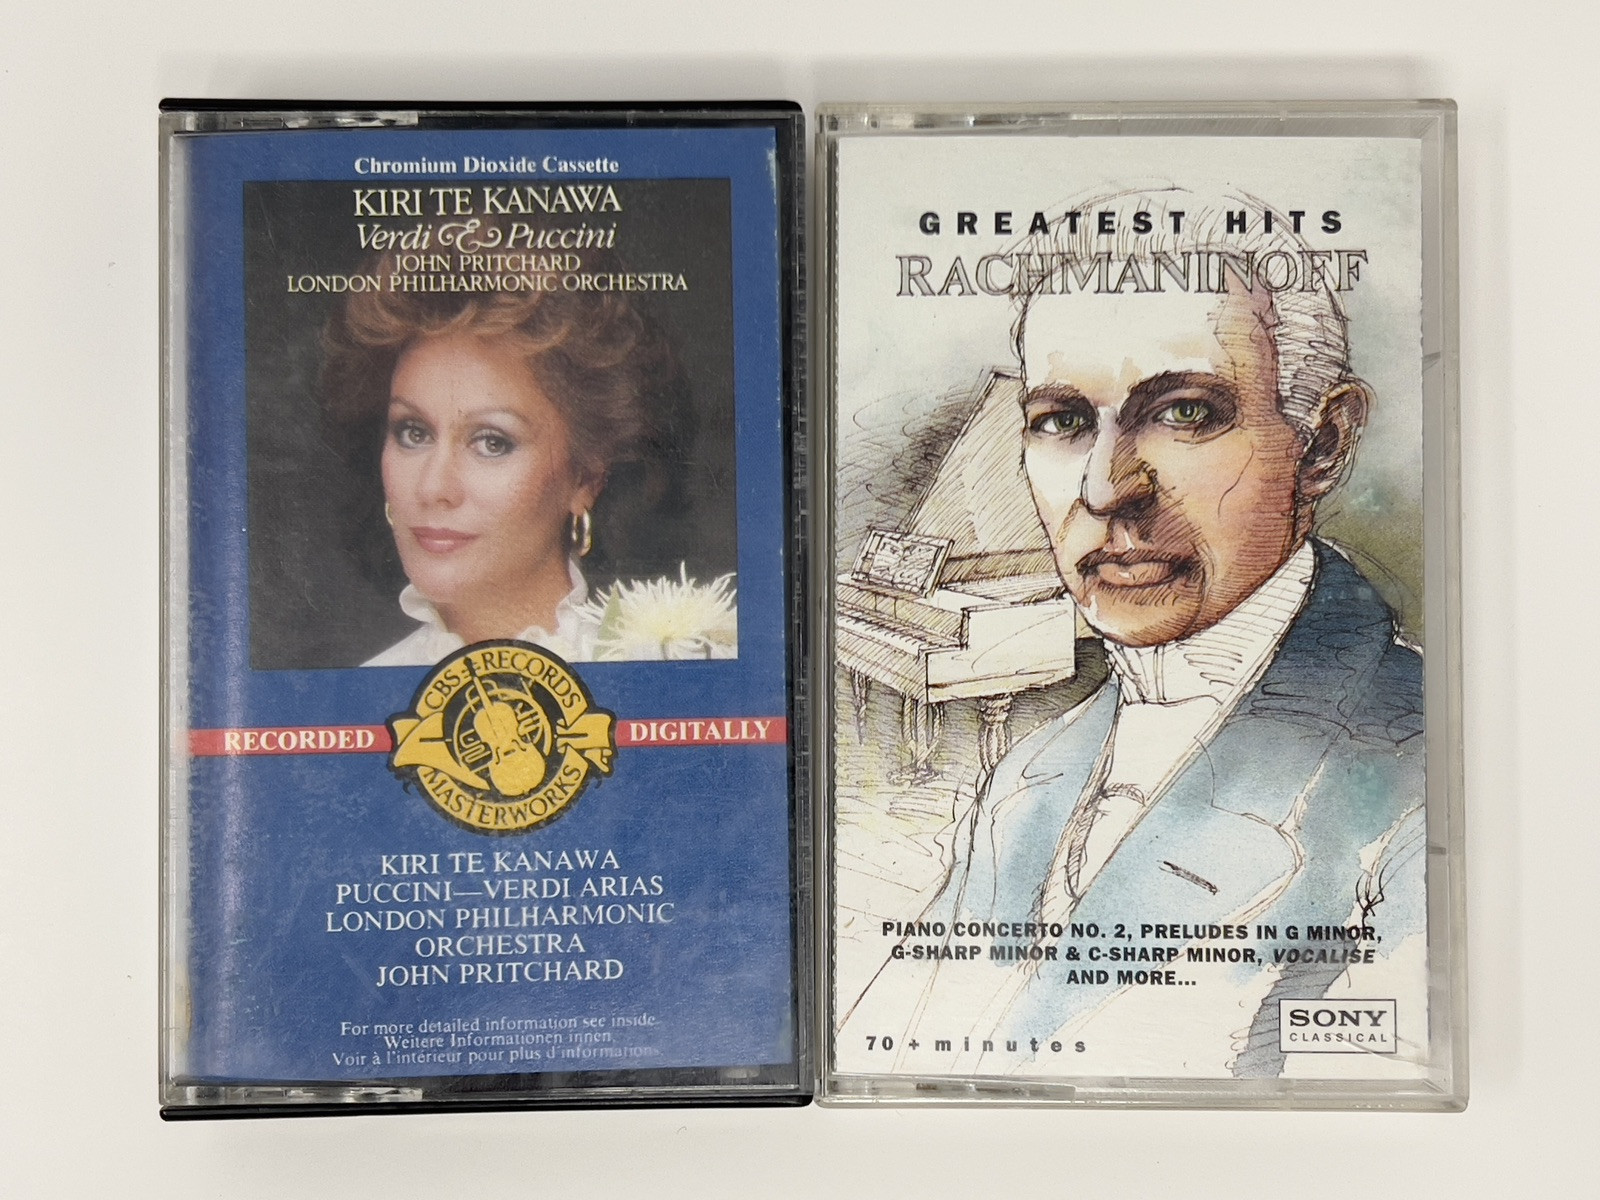 Chromium Dioxide Cassette
KIRI TE KANAWA
Verdi & Puccini
JOHN PRITCHARD
LONDON PHILHARMONIC ORCHESTRA
CBS RECORDS
MASTERWORKS
RECORDED DIGITALLY
KIRI TE KANAWA
PUCCINI—VERDI ARIAS
LONDON PHILHARMONIC
ORCHESTRA
JOHN PRITCHARD
For more detailed information see inside.
Weitere Informationen innen.
Voir à l'intérieur pour plus d'informations.
GREATEST HITS
RACHMANINOFF
PIANO CONCERTO NO. 2, PRELUDES IN G MINOR,
G-SHARP MINOR & C-SHARP MINOR, VOCALISE
AND MORE...
70 + minutes
SONY
CLASSICAL